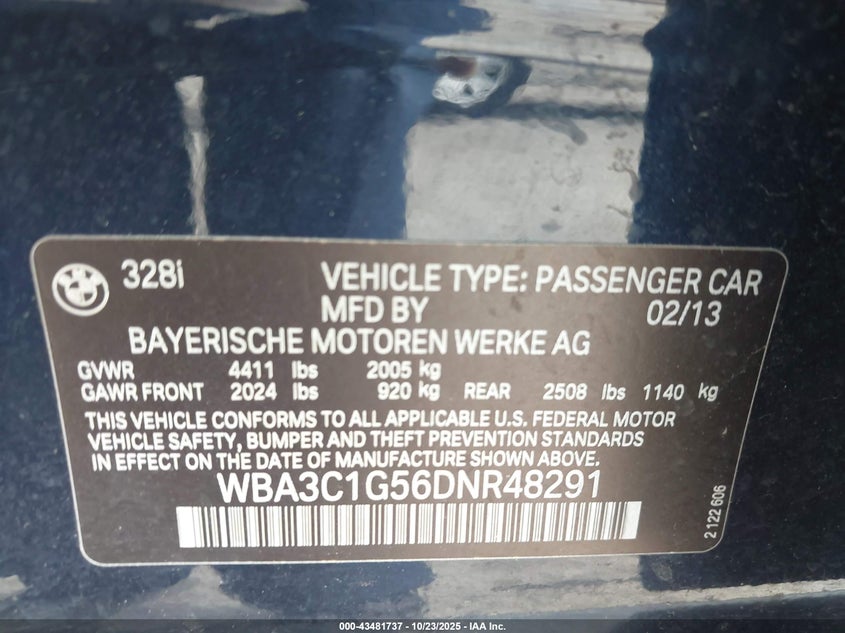 328i VEHICLE TYPE: PASSENGER CAR
MFD BY 02/13
BAYERISCHE MOTOREN WERKE AG
GVWR 4411 lbs 2005 kg
GAWR FRONT 2024 lbs 920 kg REAR 2508 lbs 1140 kg
THIS VEHICLE CONFORMS TO ALL APPLICABLE U.S. FEDERAL MOTOR
VEHICLE SAFETY, BUMPER AND THEFT PREVENTION STANDARDS
IN EFFECT ON THE DATE OF MANUFACTURE SHOWN ABOVE.
WBA3C1G56DNR48291
2 122 606
000-43481737 - 10/23/2025 - IAA Inc.